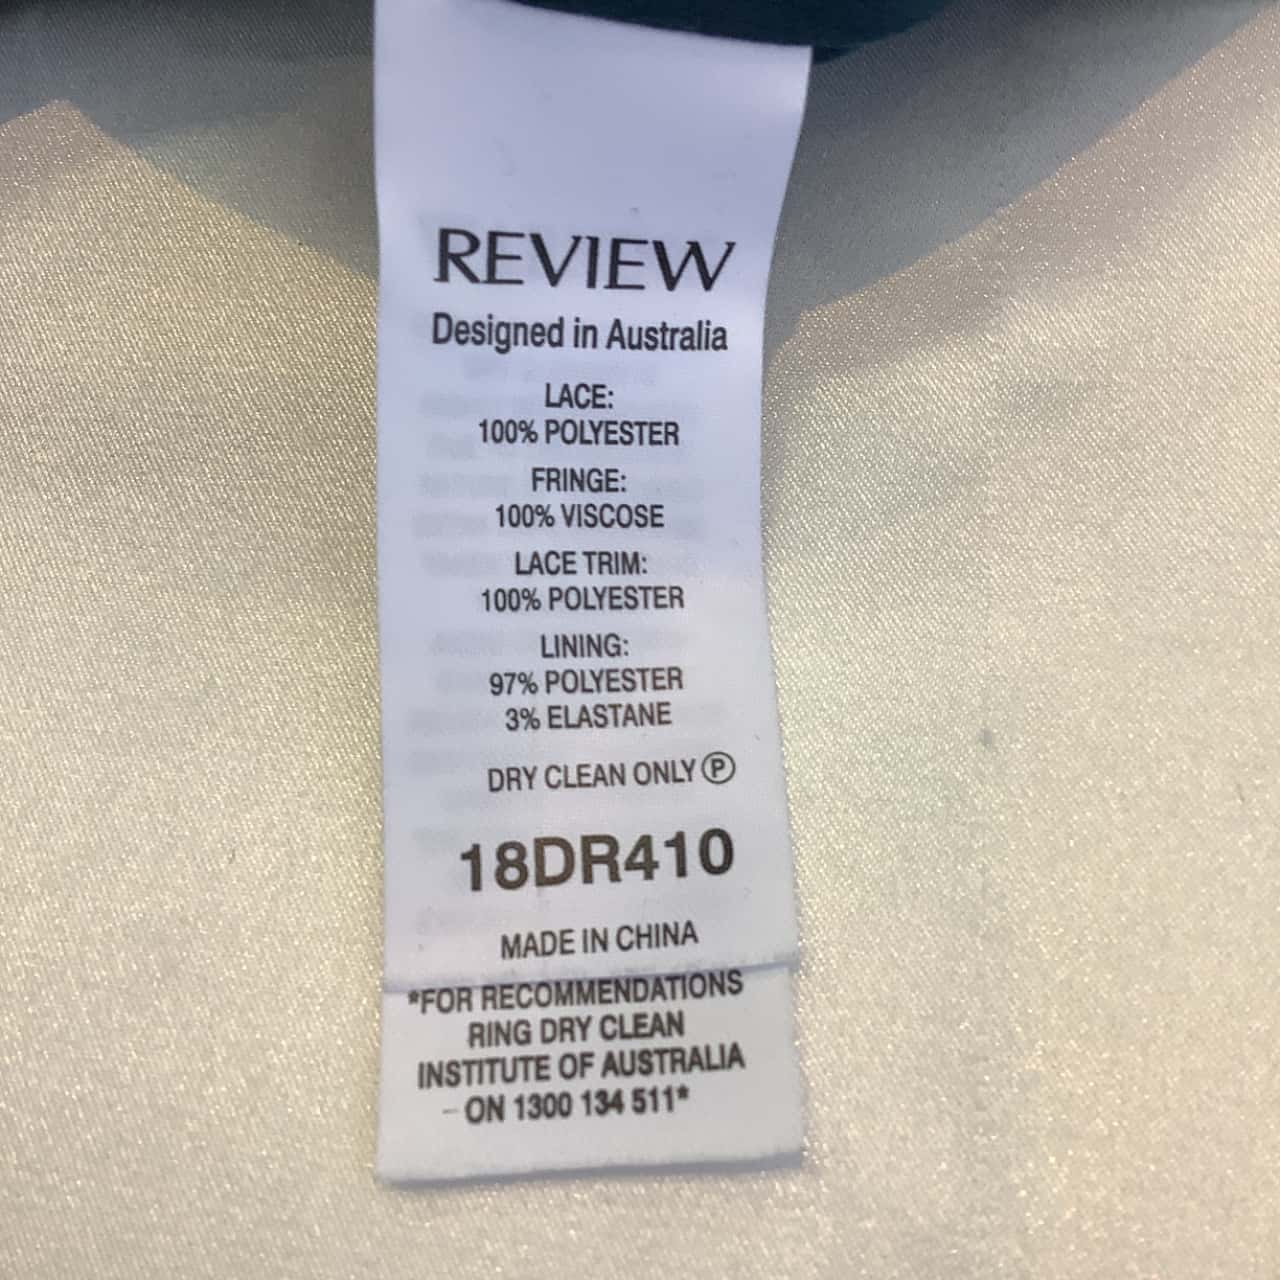 REVIEW
Designed in Australia
LACE:
100% POLYESTER
FRINGE:
100% VISCOSE
LACE TRIM:
100% POLYESTER
LINING:
97% POLYESTER
3% ELASTANE
DRY CLEAN ONLY Ⓟ
18DR410
MADE IN CHINA
*FOR RECOMMENDATIONS
RING DRY CLEAN
INSTITUTE OF AUSTRALIA
ON 1300 134 511*